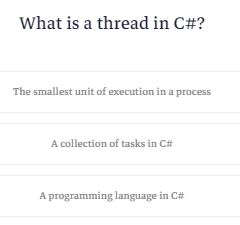 What is a thread in C#?
The smallest unit of execution in a process
A collection of tasks in C#
A programming language in C#